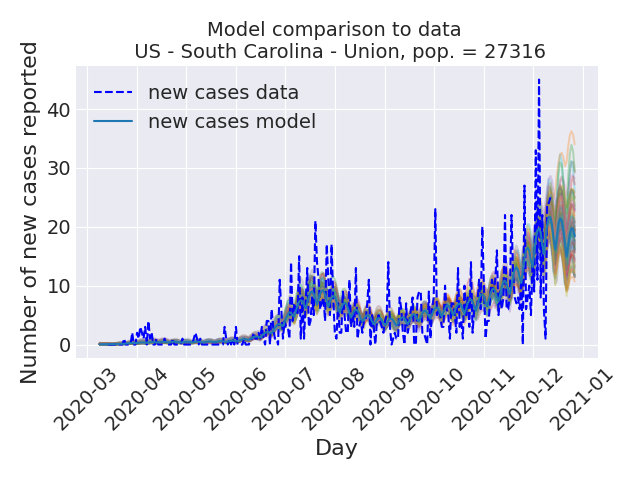 Model comparison to data
US - South Carolina - Union, pop. = 27316
Number of new cases reported
new cases data
new cases model
40
30
20
10
0
2020-03
2020-04
2020-05
2020-06
2020-07
2020-08
2020-09
2020-10
2020-11
2020-12
2021-01
Day